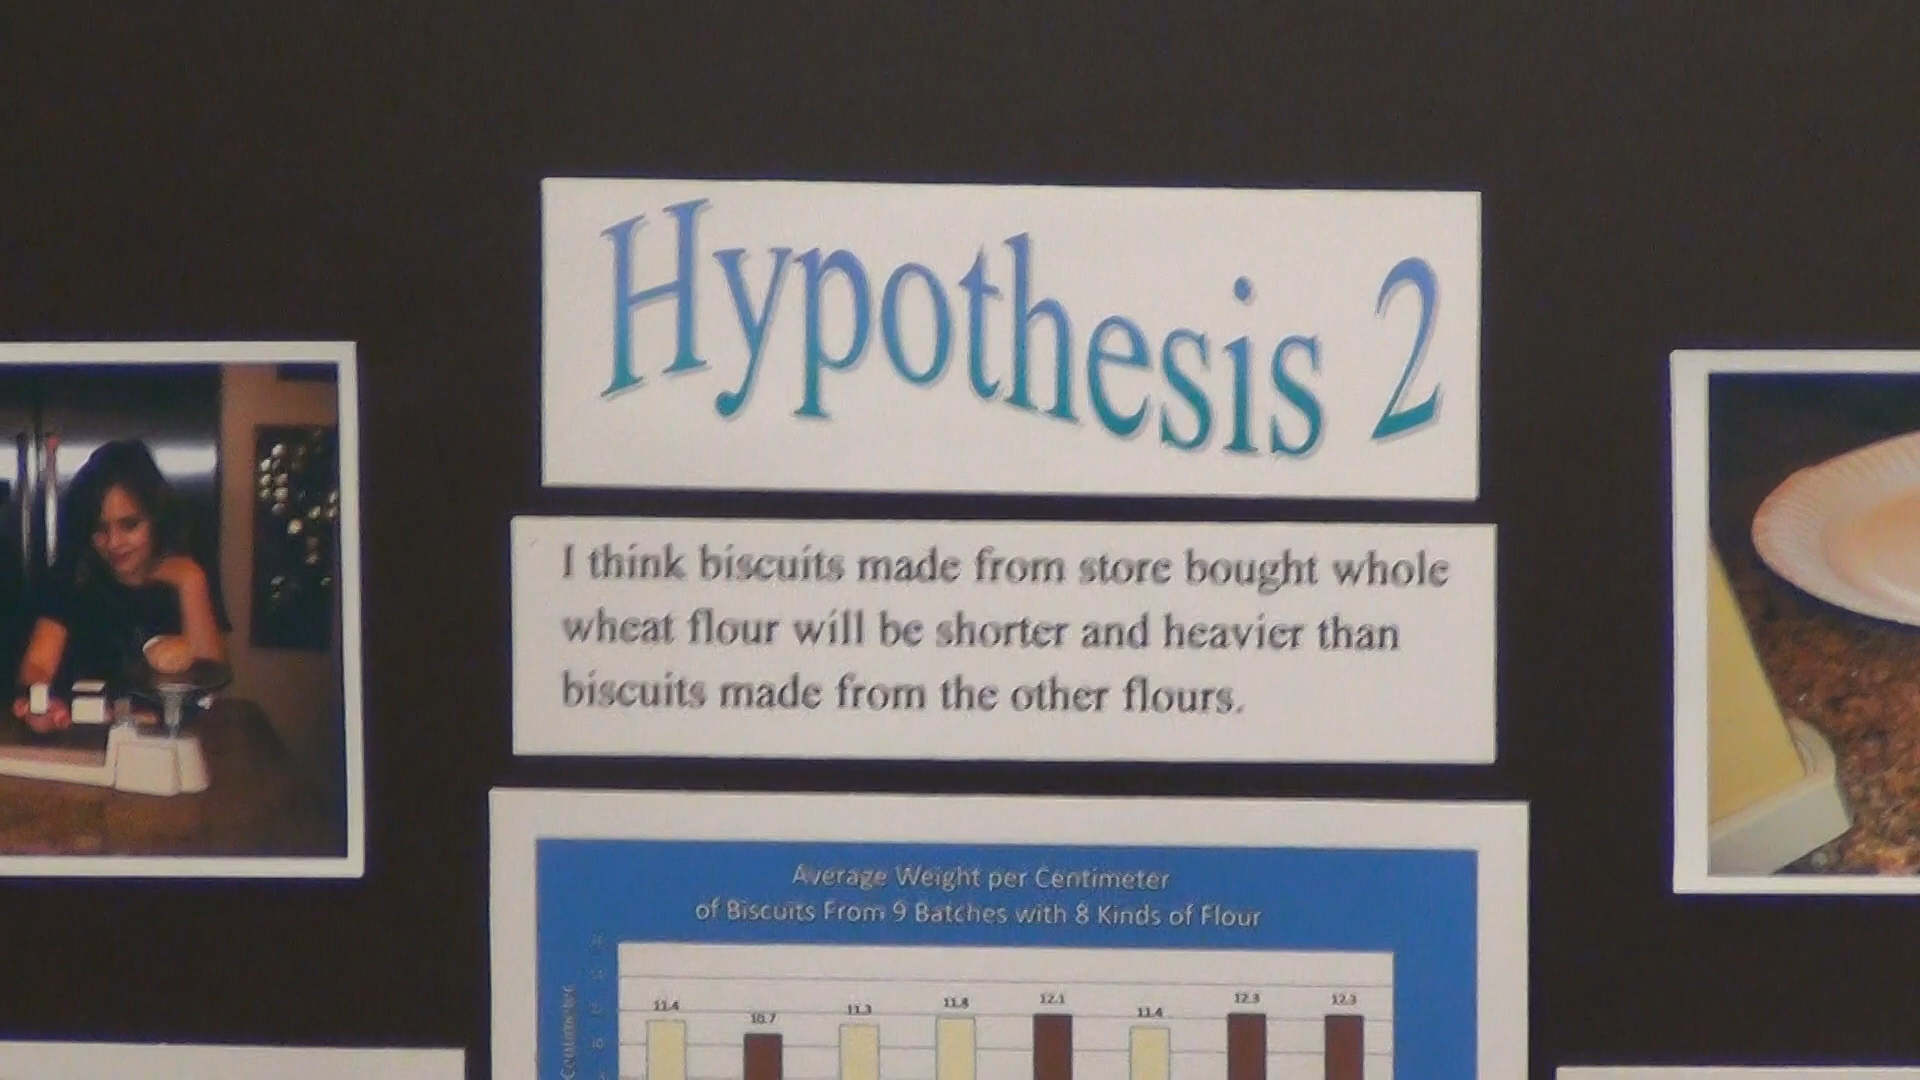 Hypothesis 2
I think biscuits made from store bought whole
wheat flour will be shorter and heavier than
biscuits made from the other flours.
Average Weight per Centimeter
of Biscuits From 9 Batches with 8 Kinds of Flour
11.4 10.7 11.3 11.8 12.1 11.4 12.3 12.3
10
Centimeter